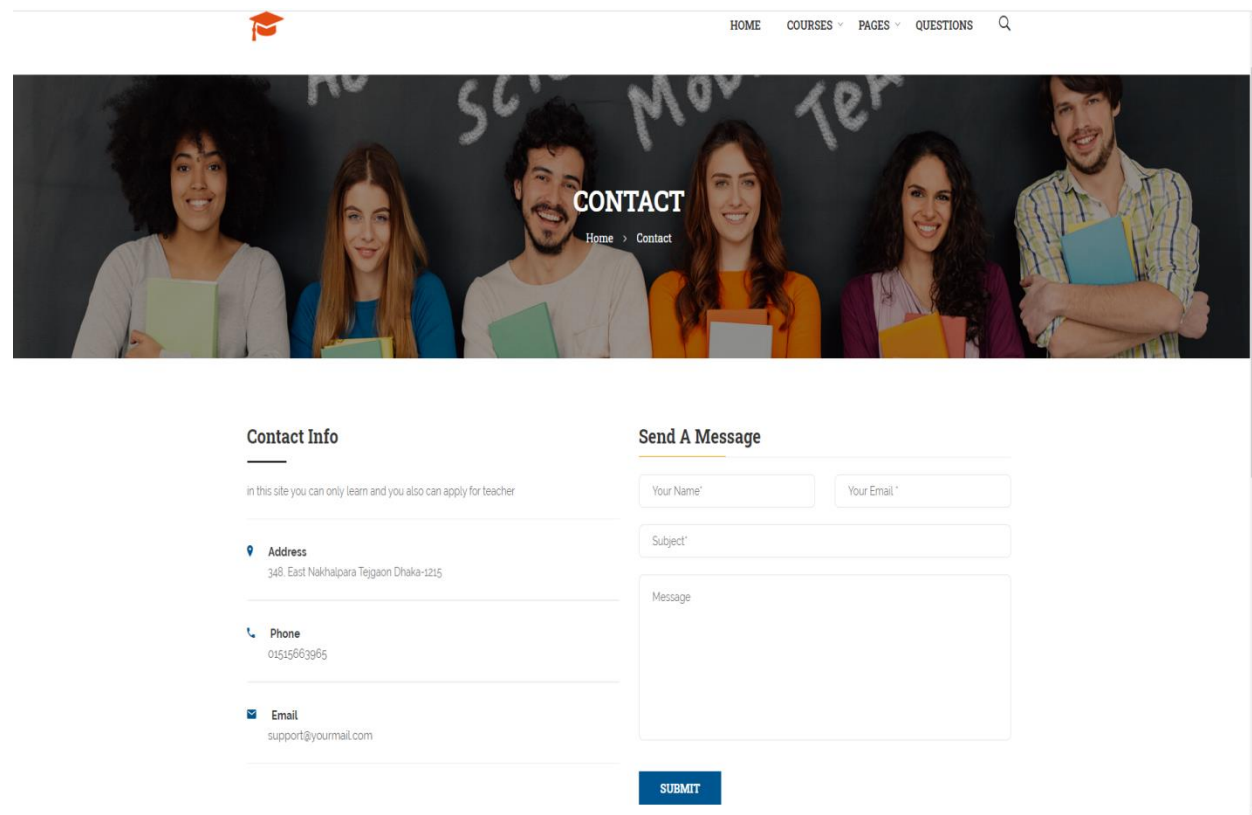 HOME COURSES PAGES QUESTIONS
CONTACT
Home > Contact
Contact Info
in this site you can only learn and you also can apply for teacher
Address
348. East Nakhalpara Tejgaon Dhaka-1215
Phone
01515663965
Email
support@yourmail.com
Send A Message
Your Name* Your Email *
Subject*
Message
SUBMIT